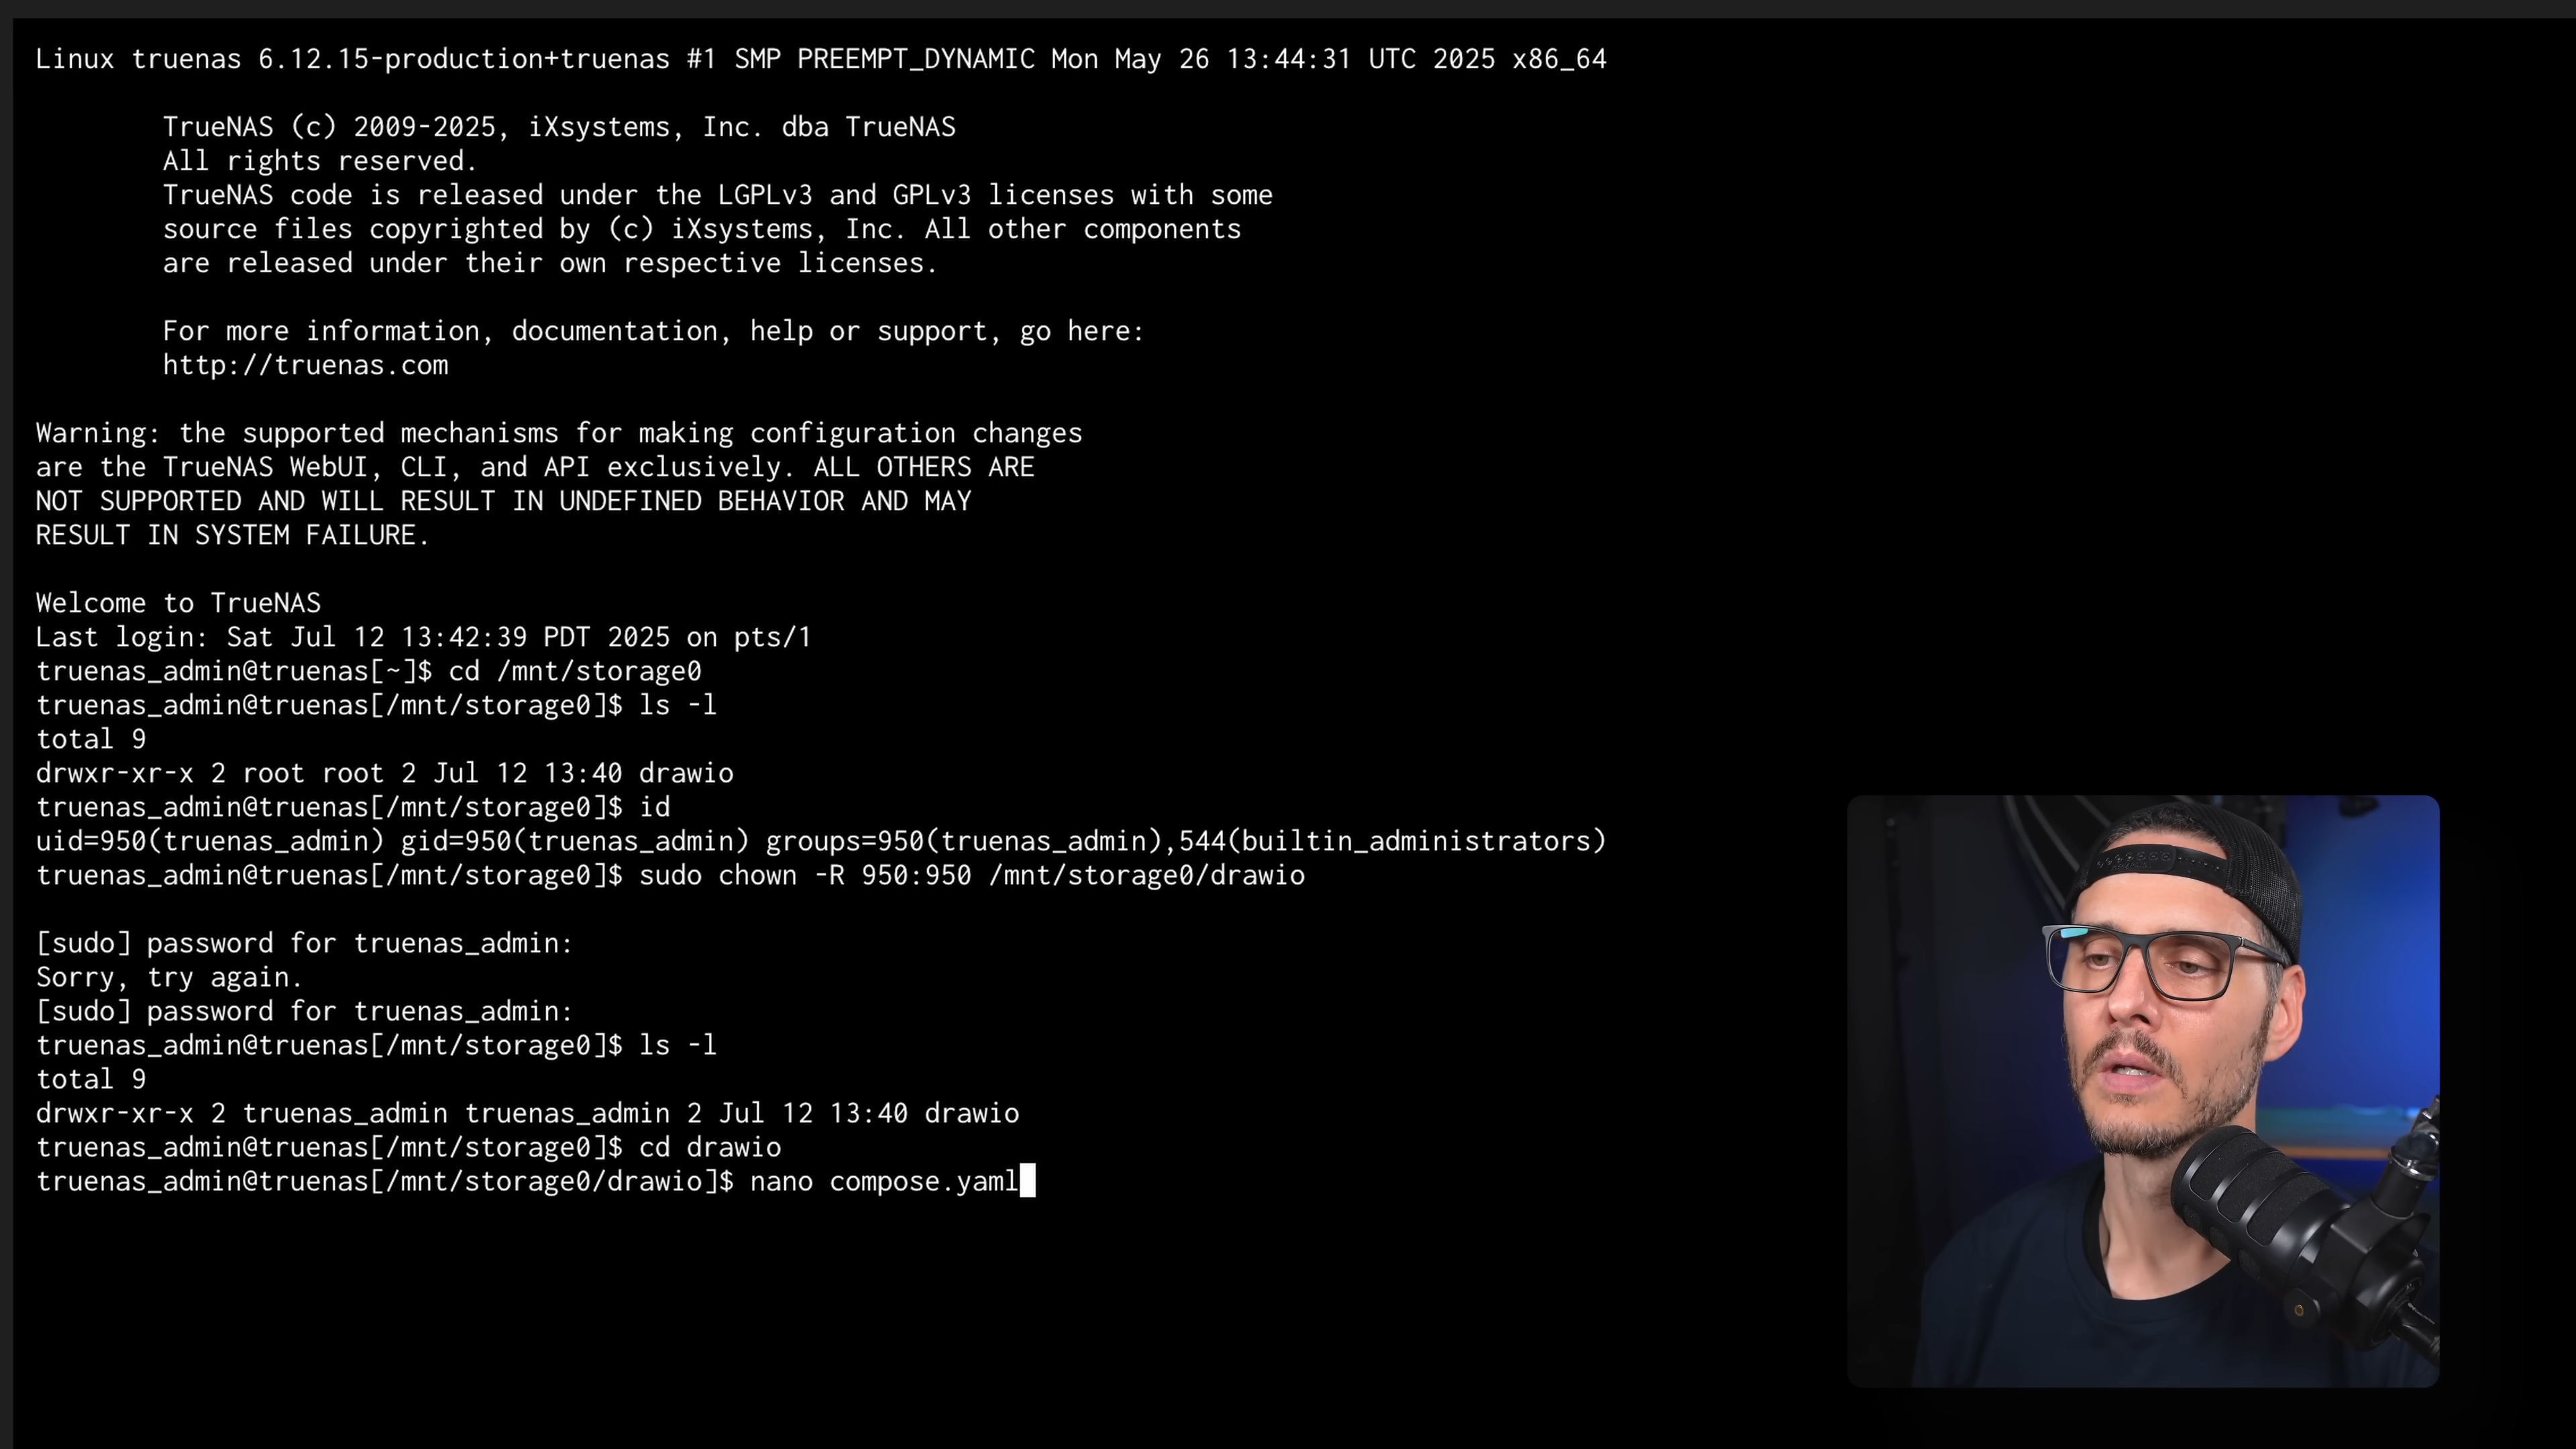 Linux truenas 6.12.15-production+truenas #1 SMP PREEMPT_DYNAMIC Mon May 26 13:44:31 UTC 2025 x86_64
TrueNAS (c) 2009-2025, iXsystems, Inc. dba TrueNAS
All rights reserved.
TrueNAS code is released under the LGPLv3 and GPLv3 licenses with some
source files copyrighted by (c) iXsystems, Inc. All other components
are released under their own respective licenses.
For more information, documentation, help or support, go here:
http://truenas.com
Warning: the supported mechanisms for making configuration changes
are the TrueNAS WebUI, CLI, and API exclusively. ALL OTHERS ARE
NOT SUPPORTED AND WILL RESULT IN UNDEFINED BEHAVIOR AND MAY
RESULT IN SYSTEM FAILURE.
Welcome to TrueNAS
Last login: Sat Jul 12 13:42:39 PDT 2025 on pts/1
truenas_admin@truenas[~]$ cd /mnt/storage0
truenas_admin@truenas[/mnt/storage0]$ ls -l
total 9
drwxr-xr-x 2 root root 2 Jul 12 13:40 drawio
truenas_admin@truenas[/mnt/storage0]$ id
uid=950(truenas_admin) gid=950(truenas_admin) groups=950(truenas_admin),544(builtin_administrators)
truenas_admin@truenas[/mnt/storage0]$ sudo chown -R 950:950 /mnt/storage0/drawio
[sudo] password for truenas_admin:
Sorry, try again.
[sudo] password for truenas_admin:
truenas_admin@truenas[/mnt/storage0]$ ls -l
total 9
drwxr-xr-x 2 truenas_admin truenas_admin 2 Jul 12 13:40 drawio
truenas_admin@truenas[/mnt/storage0]$ cd drawio
truenas_admin@truenas[/mnt/storage0/drawio]$ nano compose.yaml